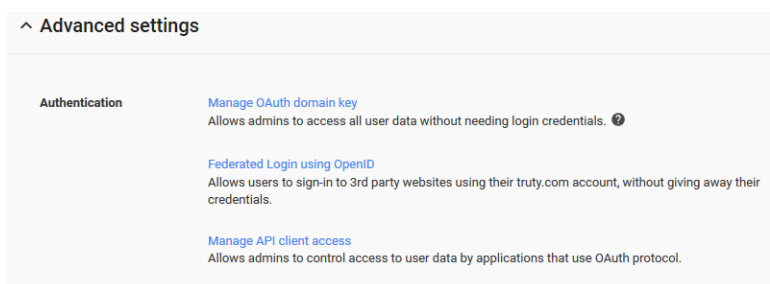 Advanced settings
Authentication
Manage OAuth domain key
Allows admins to access all user data without needing login credentials.
Federated Login using OpenID
Allows users to sign-in to 3rd party websites using their truty.com account, without giving away their
credentials.
Manage API client access
Allows admins to control access to user data by applications that use OAuth protocol.